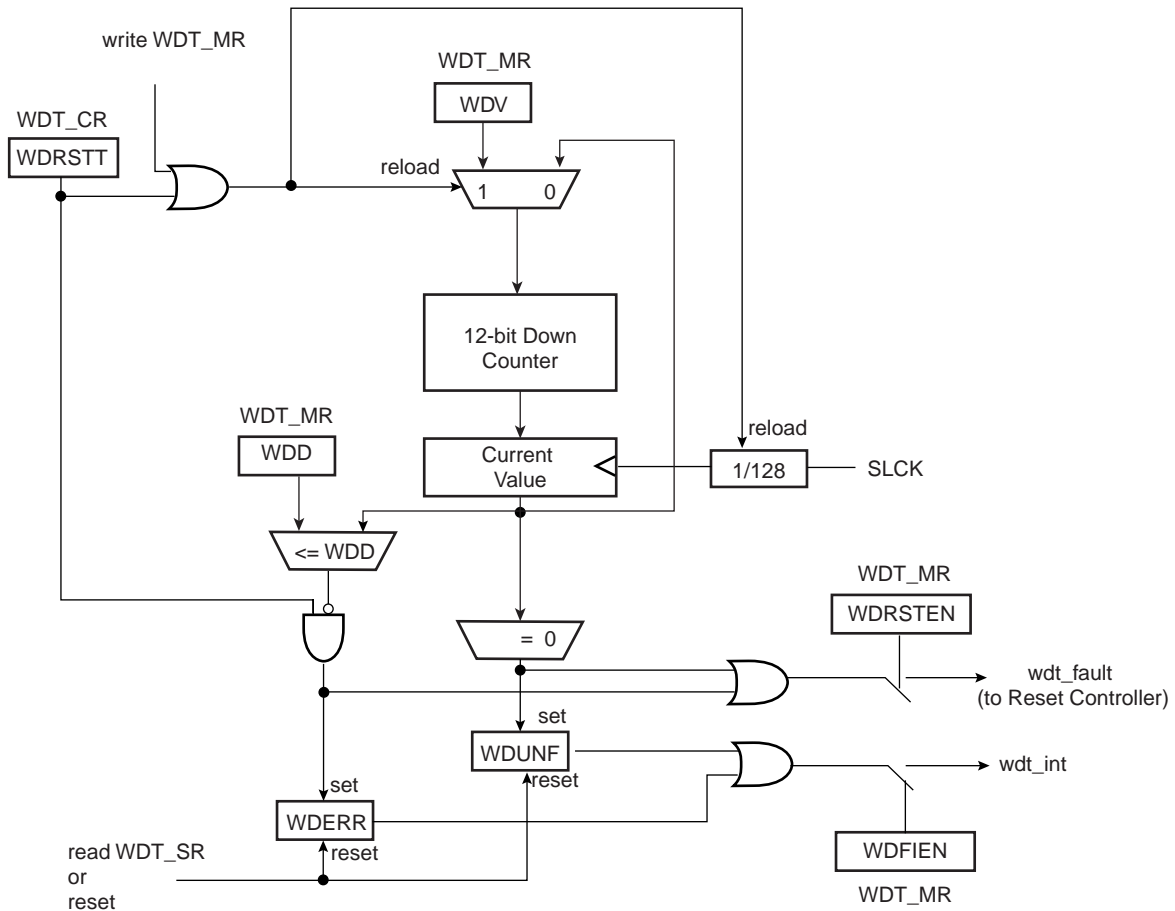 write WDT_MR
WDT_MR
WDV
WDT_CR
WDRSTT
reload
1 0
12-bit Down
Counter
WDT_MR
WDD
reload
Current
Value
1/128
SLCK
<= WDD
WDT_MR
WDRSTEN
= 0
wdt_fault
(to Reset Controller)
set
WDUNF
reset
wdt_int
set
WDERR
reset
WDFIEN
WDT_MR
read WDT_SR
or
reset